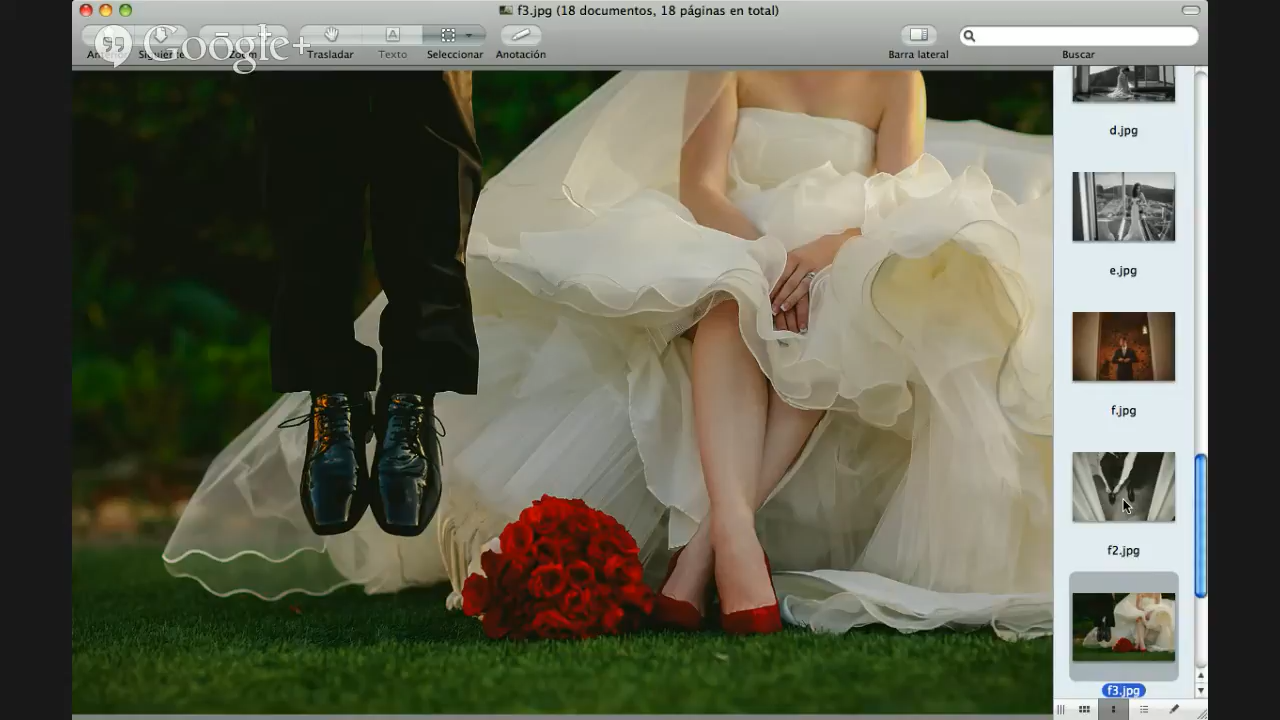 f3.jpg (18 documentos, 18 páginas en total)
Google+
Trasladar
Texto
Seleccionar
Anotación
Barra lateral
Buscar
d.jpg
e.jpg
f.jpg
f2.jpg
f3.jpg